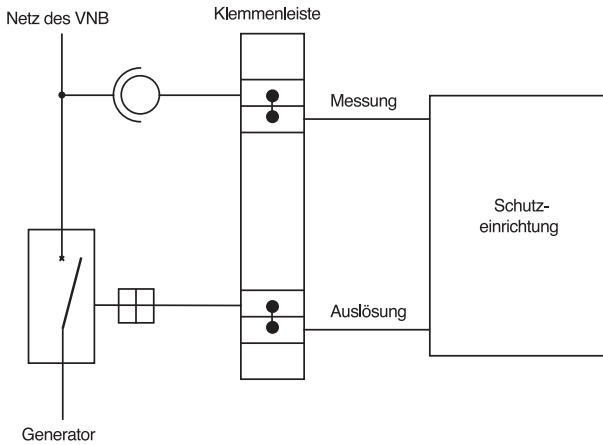 Netz des VNB
Klemmenleiste
Messung
Schutz-
einrichtung
Auslösung
Generator